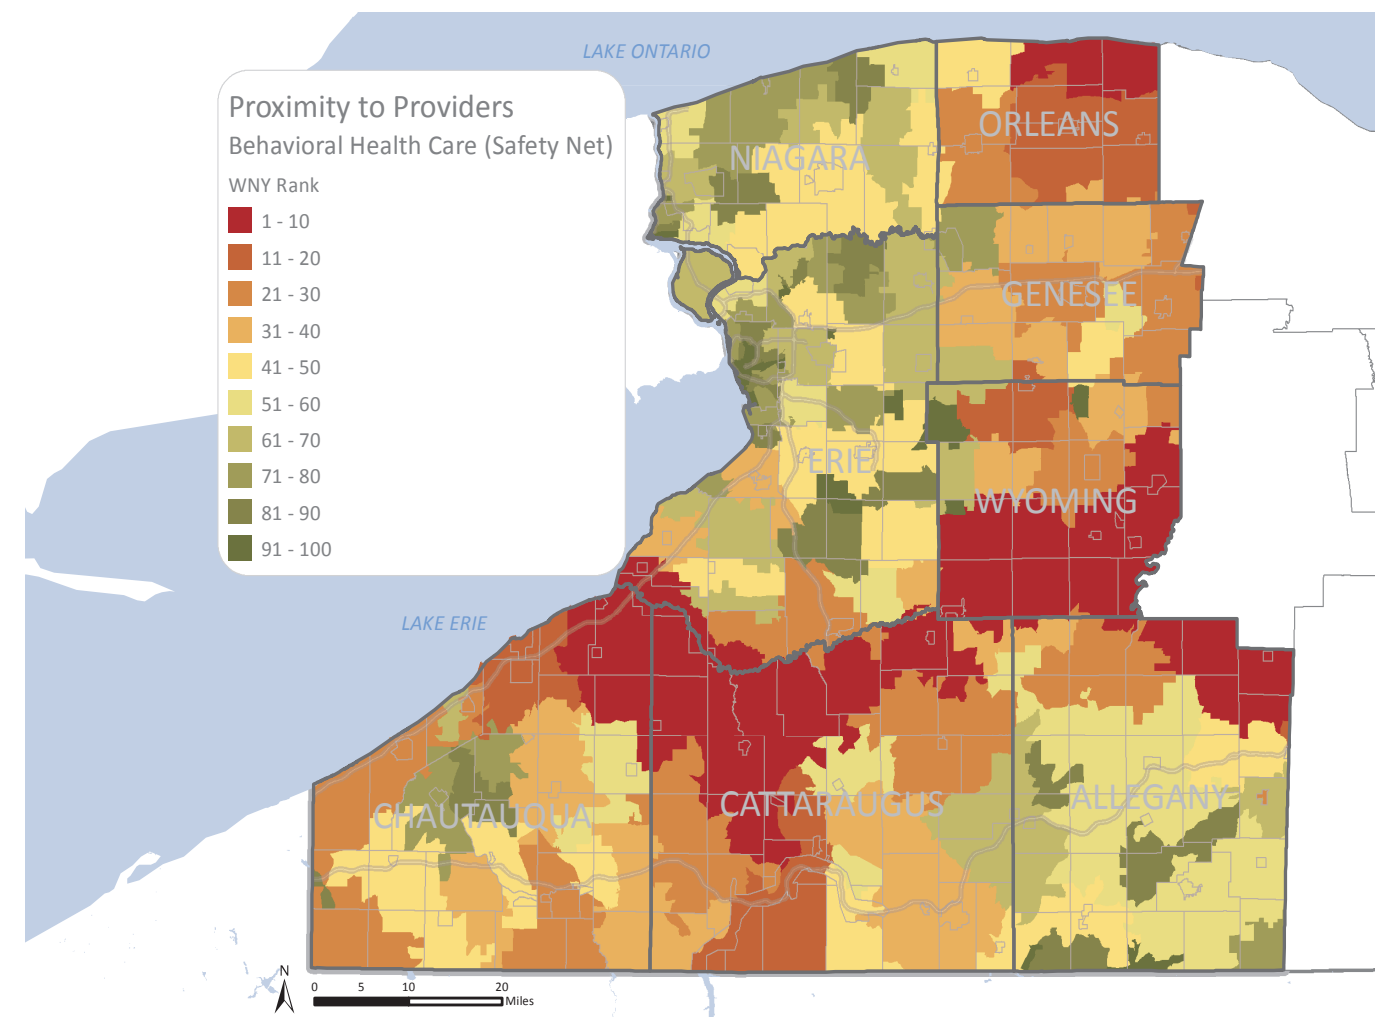 LAKE ONTARIO
Proximity to Providers
Behavioral Health Care (Safety Net)
WNY Rank
1 - 10
11 - 20
21 - 30
31 - 40
41 - 50
51 - 60
61 - 70
71 - 80
81 - 90
91 - 100
ORLEANS
NIAGARA
GENESEE
ERIE
WYOMING
LAKE ERIE
CHAUTAUQUA
CATTARAUGUS
ALLEGANY
N
0 5 10 20
Miles